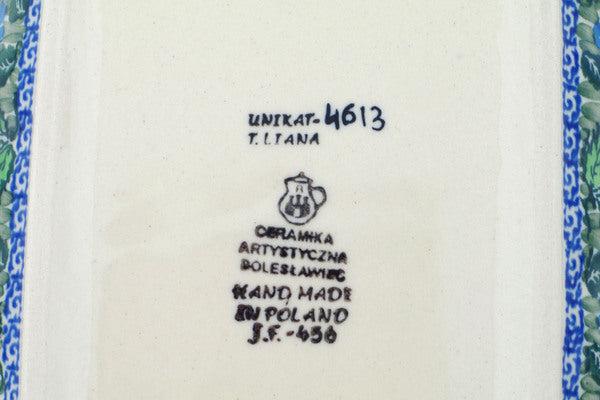 UNIKAT-4613
T.LIANA
CERAMIKA
ARTYSTYCZNA
BOLESŁAWIEC
HAND MADE
IN POLAND
J.F.-456